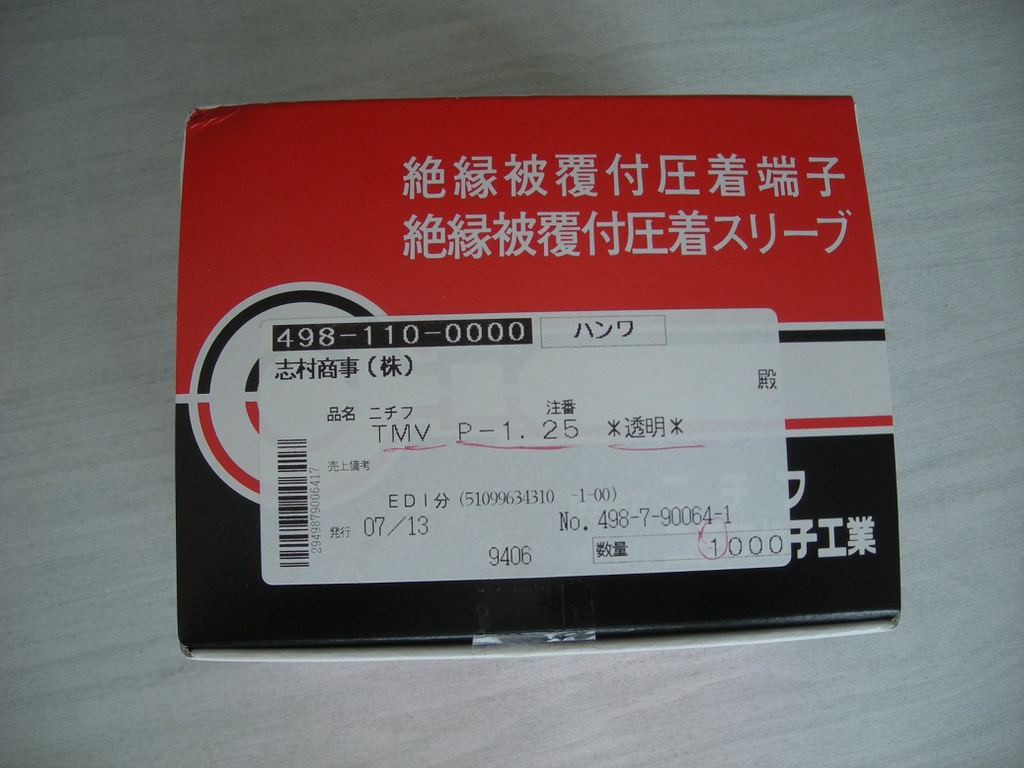 絶縁被覆付圧着端子
絶縁被覆付圧着スリーブ
498-110-0000 ハンワ
志村商事(株)
殿
品名 ニチフ 注番
TMV P-1.25 *透明*
売上備考
EDI分 (51099634310 -1-00)
発行 07/13 No. 498-7-90064-1
9406 数量 1000
2949879006417
フ
子工業